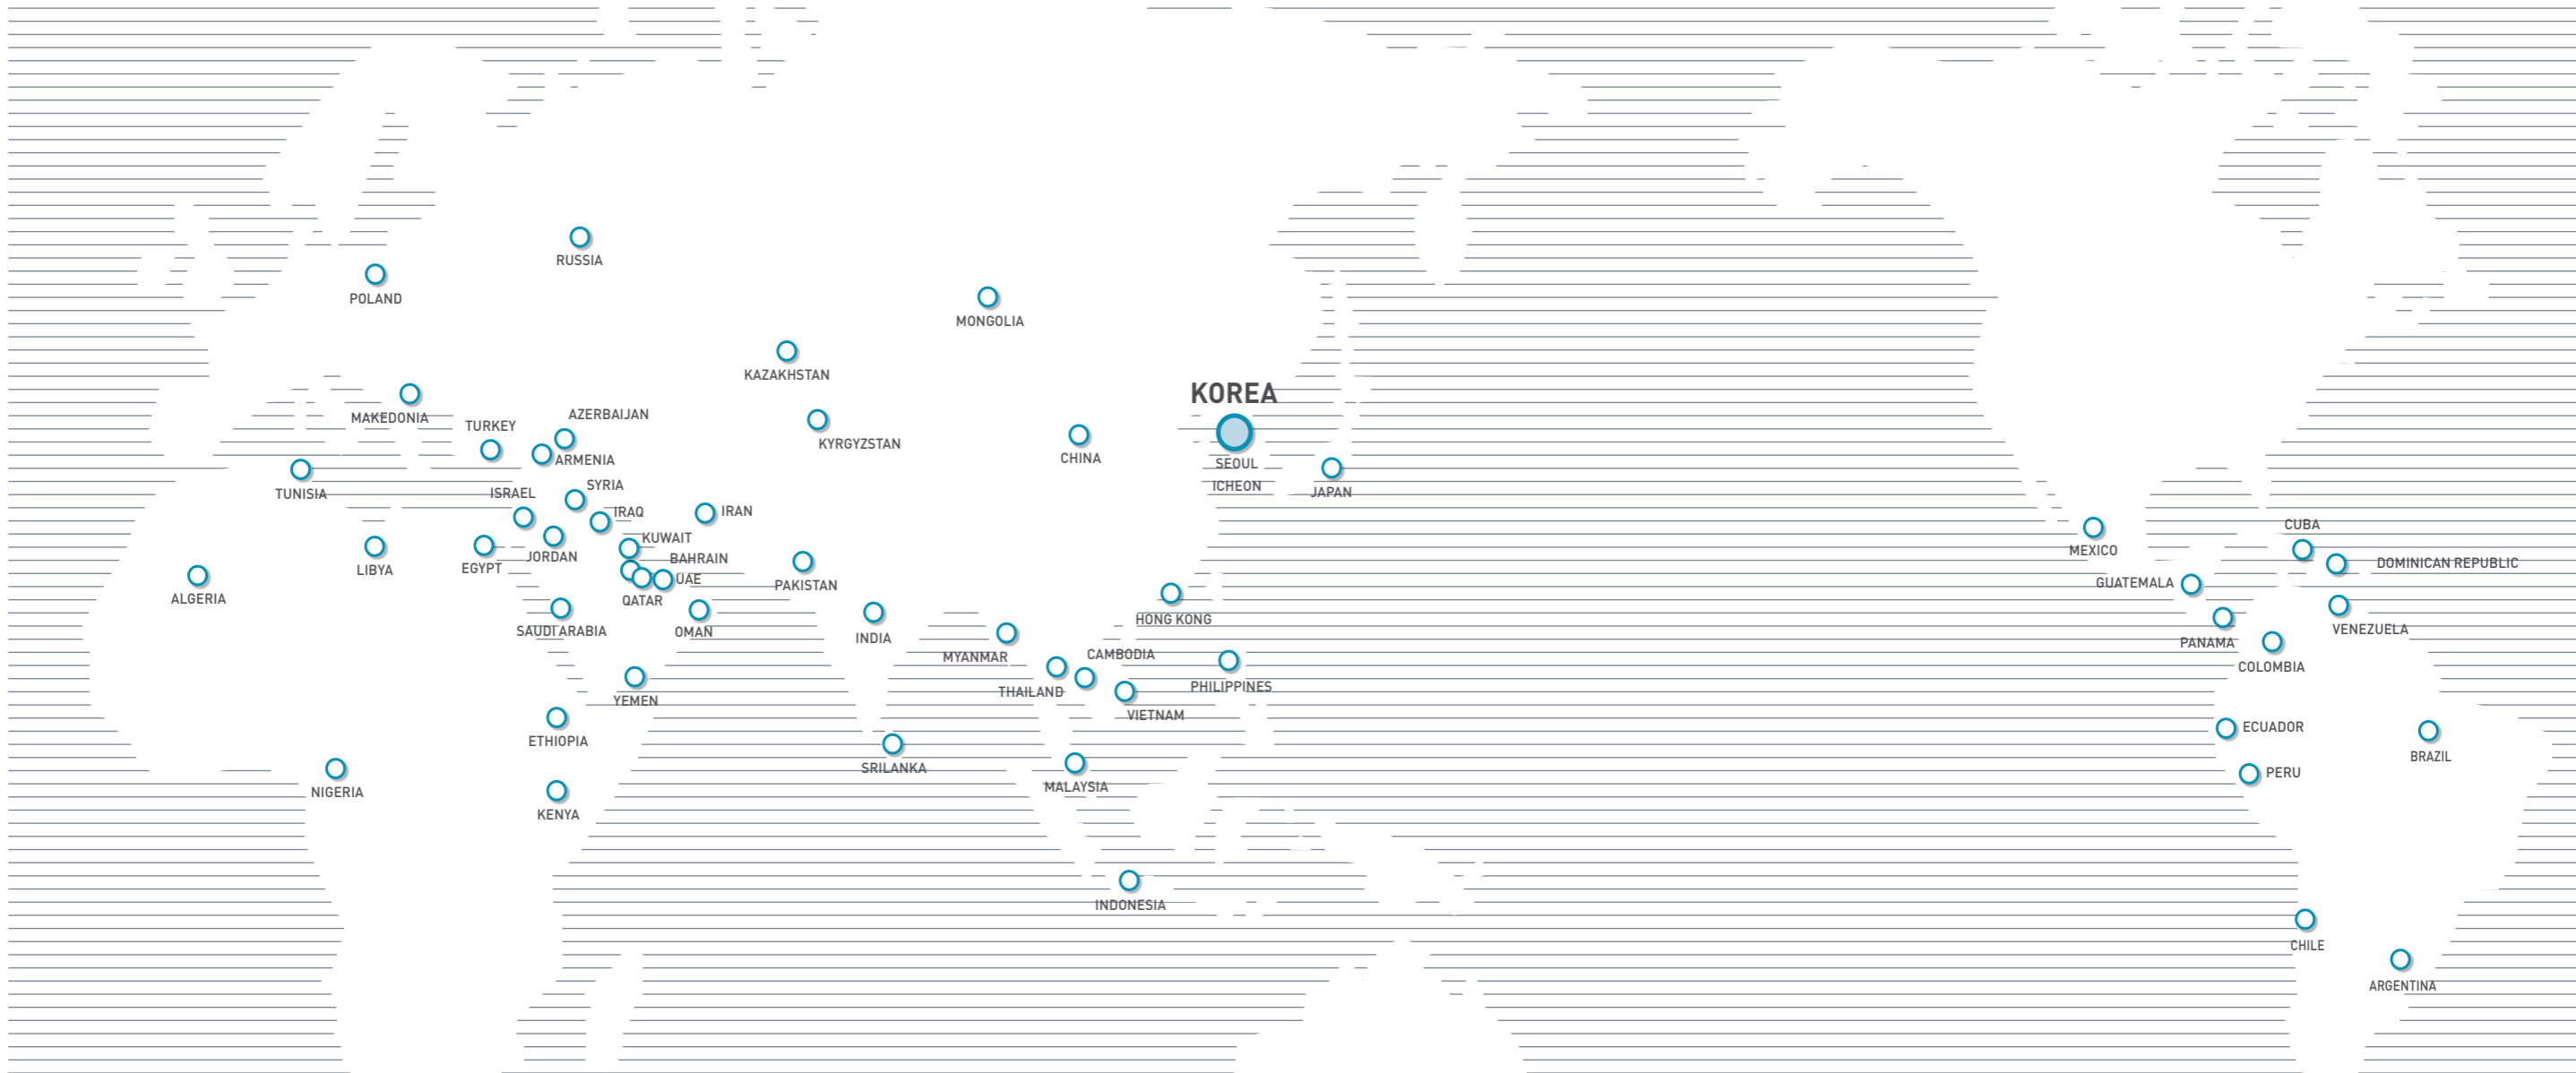 RUSSIA
POLAND
MONGOLIA
KAZAKHSTAN
KOREA
MAKEDONIA
AZERBAIJAN
TURKEY
KYRGYZSTAN
CHINA
ARMENIA
SEOUL
ICHEON
JAPAN
TUNISIA
ISRAEL
SYRIA
IRAQ
IRAN
KUWAIT
JORDAN
BAHRAIN
LIBYA
EGYPT
UAE
PAKISTAN
ALGERIA
QATAR
SAUDI ARABIA
OMAN
INDIA
HONG KONG
MYANMAR
CAMBODIA
THAILAND
PHILIPPINES
YEMEN
VIETNAM
ETHIOPIA
SRILANKA
MALAYSIA
NIGERIA
KENYA
INDONESIA
CUBA
MEXICO
DOMINICAN REPUBLIC
GUATEMALA
VENEZUELA
PANAMA
COLOMBIA
ECUADOR
BRAZIL
PERU
CHILE
ARGENTINA